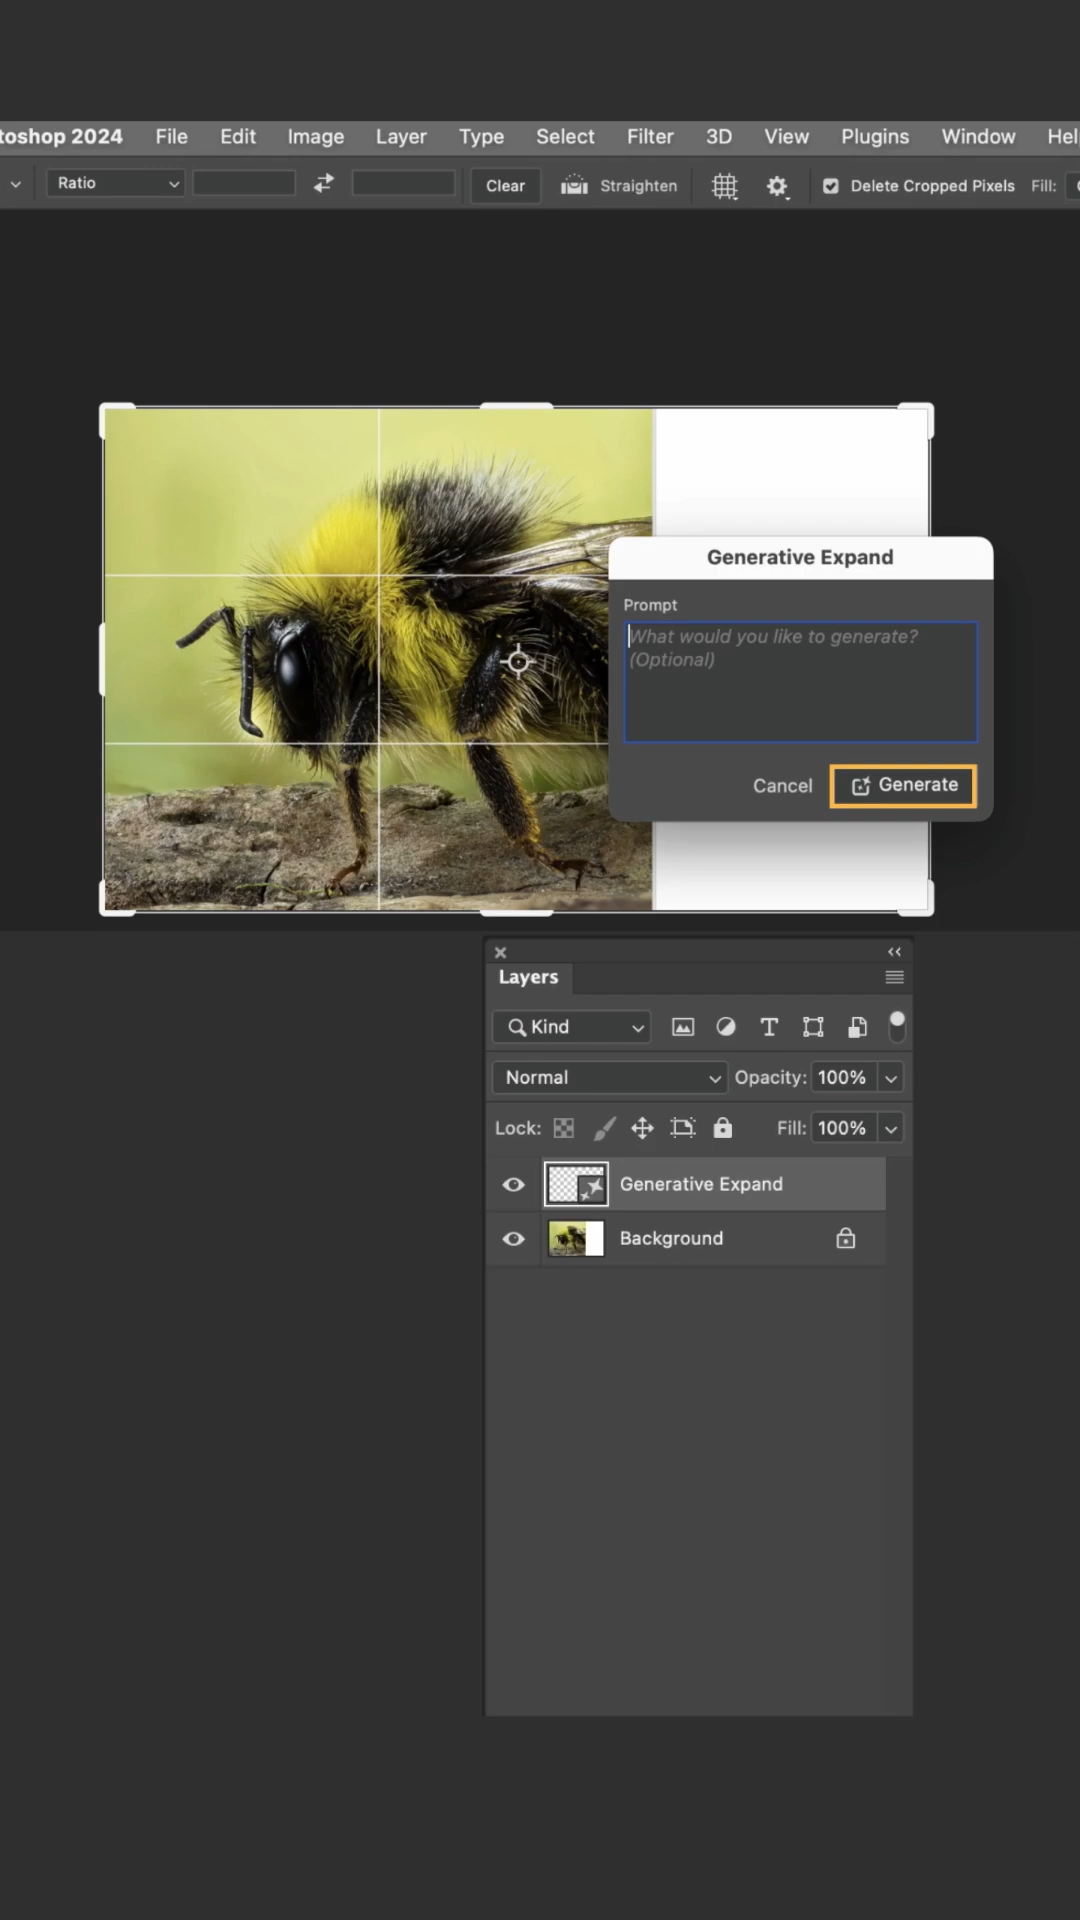 toshop 2024 File Edit Image Layer Type Select Filter 3D View Plugins Window Hel
Ratio Clear Straighten Delete Cropped Pixels Fill:
Generative Expand
Prompt
What would you like to generate?
(Optional)
Cancel Generate
Layers
Kind
Normal Opacity: 100%
Lock: Fill: 100%
Generative Expand
Background